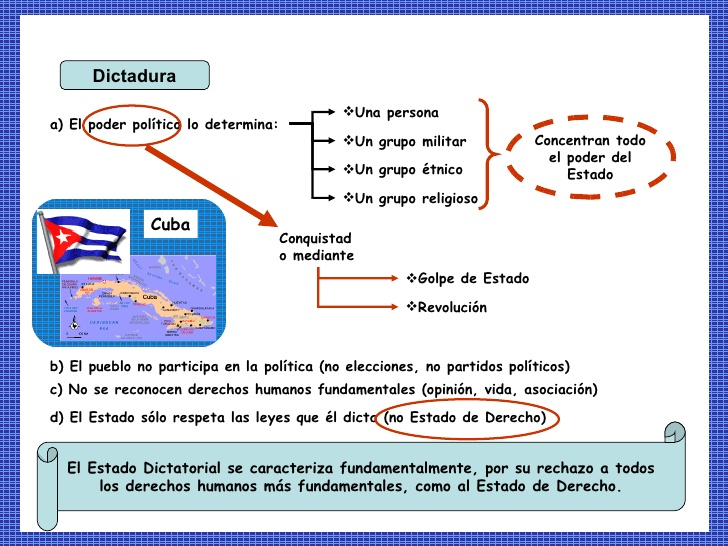 Dictadura
a) El poder político lo determina:
❖Una persona
❖Un grupo militar
❖Un grupo étnico
❖Un grupo religioso
Concentran todo
el poder del
Estado
Cuba
Conquistad
o mediante
❖Golpe de Estado
❖Revolución
Cuba
CARIBBEAN
SEA
b) El pueblo no participa en la política (no elecciones, no partidos políticos)
c) No se reconocen derechos humanos fundamentales (opinión, vida, asociación)
d) El Estado sólo respeta las leyes que él dicta (no Estado de Derecho)
El Estado Dictatorial se caracteriza fundamentalmente, por su rechazo a todos
los derechos humanos más fundamentales, como al Estado de Derecho.